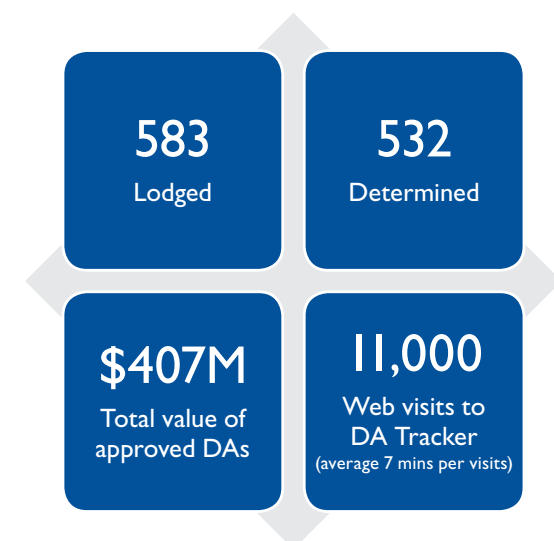 583
Lodged
532
Determined
$407M
Total value of
approved DAs
11,000
Web visits to
DA Tracker
(average 7 mins per visits)